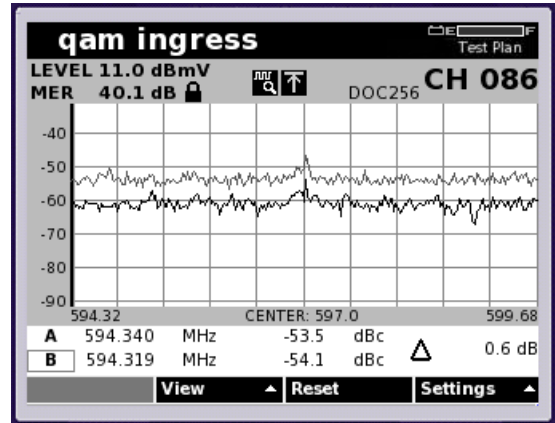 qam ingress
E F
Test Plan
LEVEL 11.0 dBmV
MER 40.1 dB
DOC256
CH 086
-40
-50
-60
-70
-80
-90
594.32 CENTER: 597.0 599.68
A 594.340 MHz -53.5 dBc
B 594.319 MHz -54.1 dBc
Δ 0.6 dB
View Reset Settings